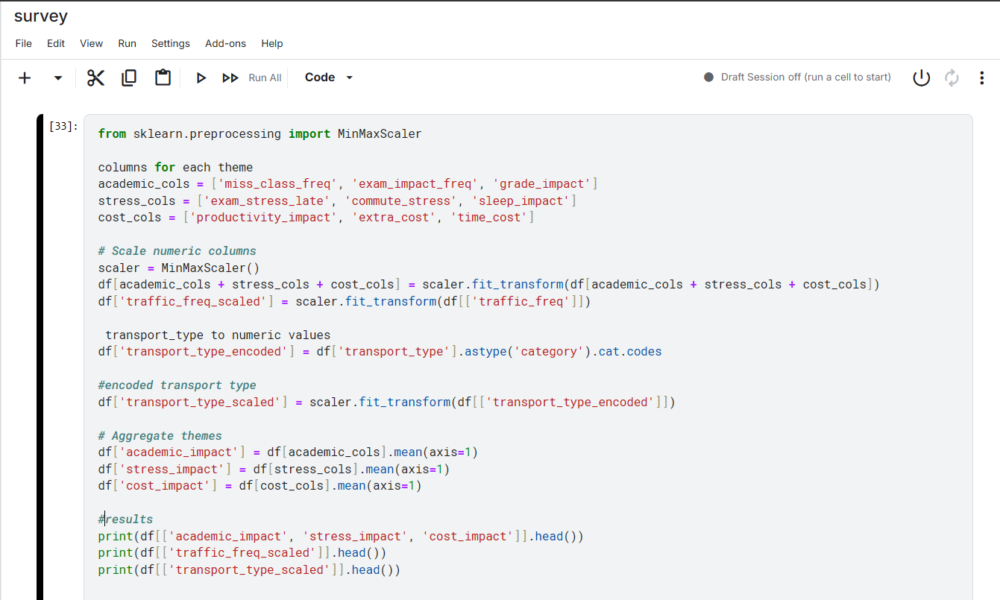 survey
File Edit View Run Settings Add-ons Help
Run All Code Draft Session off (run a cell to start)
[33]:
from sklearn.preprocessing import MinMaxScaler
columns for each theme
academic_cols = ['miss_class_freq', 'exam_impact_freq', 'grade_impact']
stress_cols = ['exam_stress_late', 'commute_stress', 'sleep_impact']
cost_cols = ['productivity_impact', 'extra_cost', 'time_cost']
# Scale numeric columns
scaler = MinMaxScaler()
df[academic_cols + stress_cols + cost_cols] = scaler.fit_transform(df[academic_cols + stress_cols + cost_cols])
df['traffic_freq_scaled'] = scaler.fit_transform(df[['traffic_freq']])
transport_type to numeric values
df['transport_type_encoded'] = df['transport_type'].astype('category').cat.codes
#encoded transport type
df['transport_type_scaled'] = scaler.fit_transform(df[['transport_type_encoded']])
# Aggregate themes
df['academic_impact'] = df[academic_cols].mean(axis=1)
df['stress_impact'] = df[stress_cols].mean(axis=1)
df['cost_impact'] = df[cost_cols].mean(axis=1)
#results
print(df[['academic_impact', 'stress_impact', 'cost_impact']].head())
print(df[['traffic_freq_scaled']].head())
print(df[['transport_type_scaled']].head())